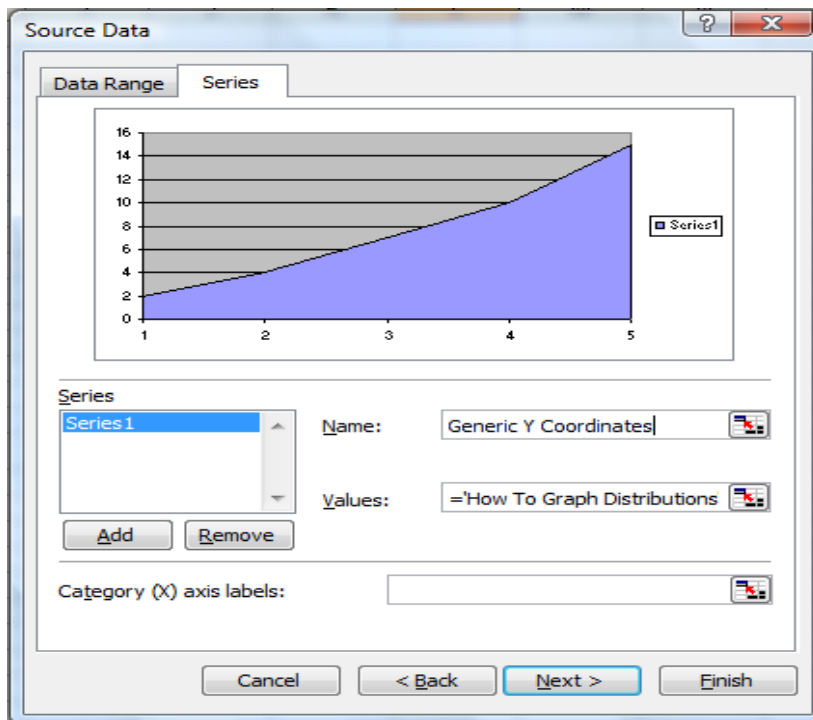 Source Data
?
X
Data Range
Series
16
14
12
10
8
6
4
2
0
1 2 3 4 5
Series1
Series
Series1
Name:
Generic Y Coordinates
Values:
='How To Graph Distributions'
Add
Remove
Category (X) axis labels:
Cancel
< Back
Next >
Finish